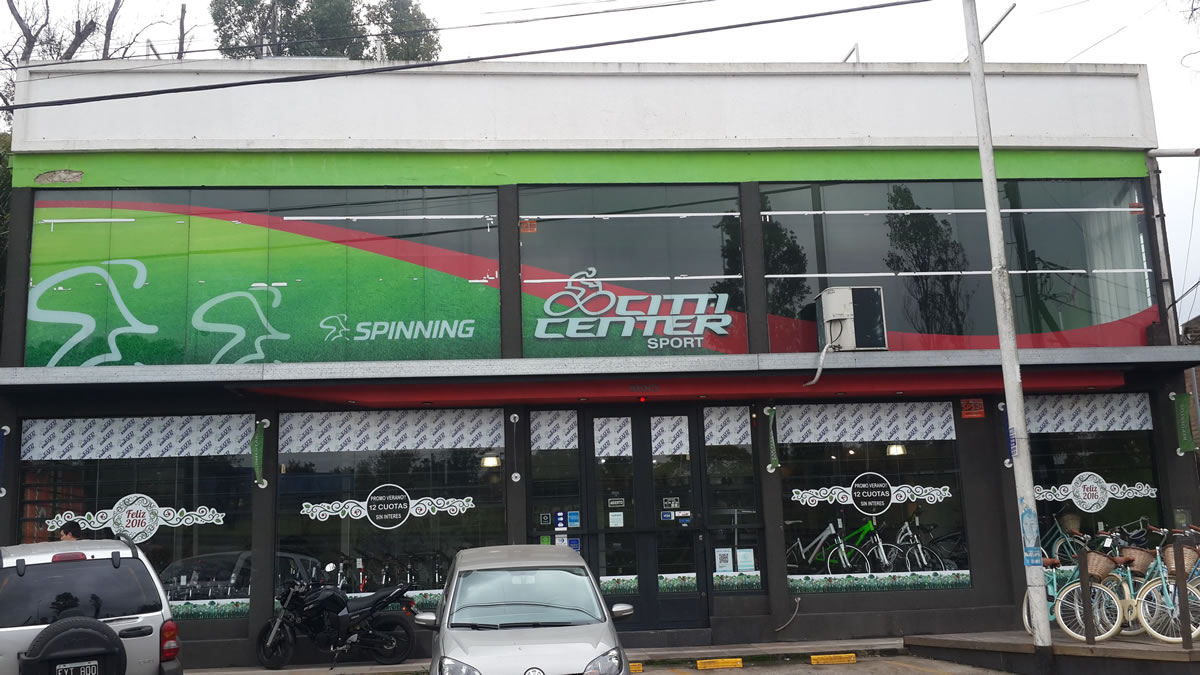 SPINNING
CITTI
CENTER
SPORT
Feliz
2016
PROMO VERANO!
12 CUOTAS
SIN INTERES
ABIERTO
PROMO VERANO!
12 CUOTAS
SIN INTERES
Feliz
2016